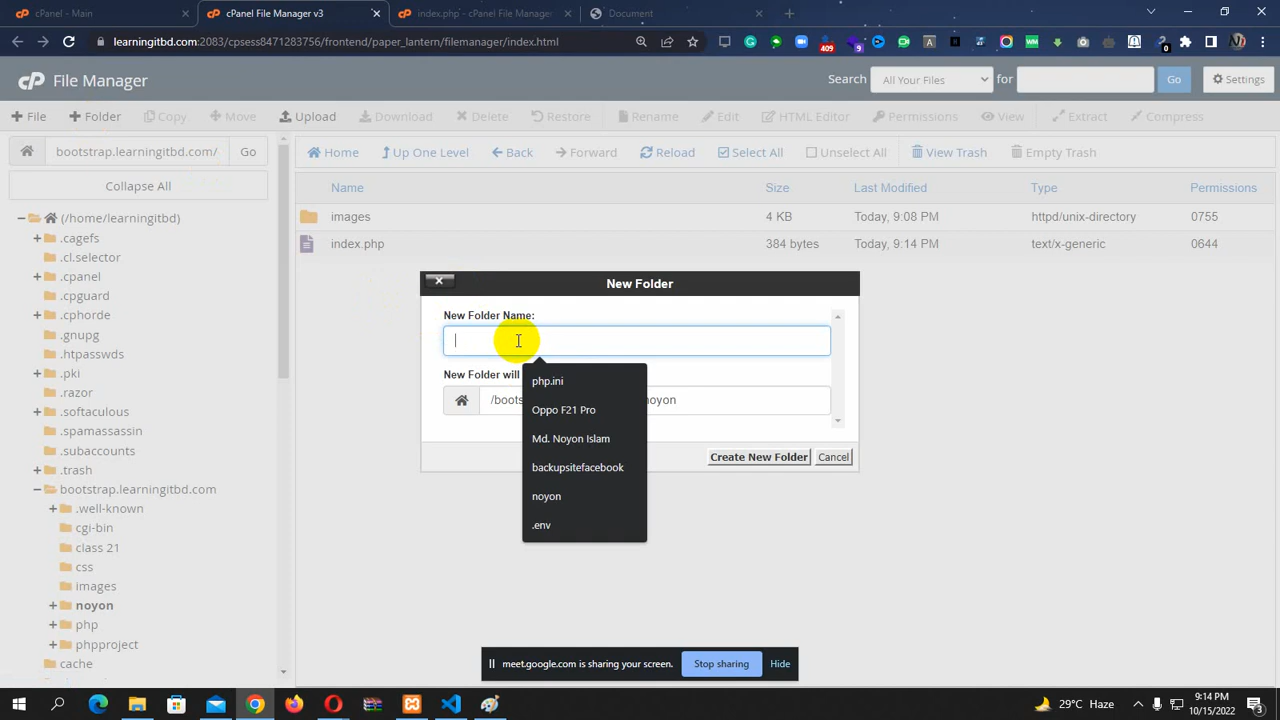 cPanel - Main
cPanel File Manager v3
index.php - cPanel File Manager
Document
learningitbd.com:2083/cpsess8471283756/frontend/paper_lantern/filemanager/index.html
409
9
0
cP File Manager
Search All Your Files for Go Settings
File Folder Copy Move Upload Download Delete Restore Rename Edit HTML Editor Permissions View Extract Compress
bootstrap.learningitbd.com/ Go
Home Up One Level Back Forward Reload Select All Unselect All View Trash Empty Trash
Collapse All
Name Size Last Modified Type Permissions
images 4 KB Today, 9:08 PM httpd/unix-directory 0755
index.php 384 bytes Today, 9:14 PM text/x-generic 0644
(/home/learningitbd)
.cagefs
.cl.selector
.cpanel
.cpguard
.cphorde
.gnupg
.htpasswds
.pki
.razor
.softaculous
.spamassassin
.subaccounts
.trash
bootstrap.learningitbd.com
.well-known
cgi-bin
class 21
css
images
noyon
php
phpproject
cache
New Folder
New Folder Name:
New Folder will
/boots noyon
php.ini
Oppo F21 Pro
Md. Noyon Islam
backupsitefacebook
noyon
.env
Create New Folder Cancel
meet.google.com is sharing your screen. Stop sharing Hide
29°C Haze
9:14 PM
10/15/2022
3